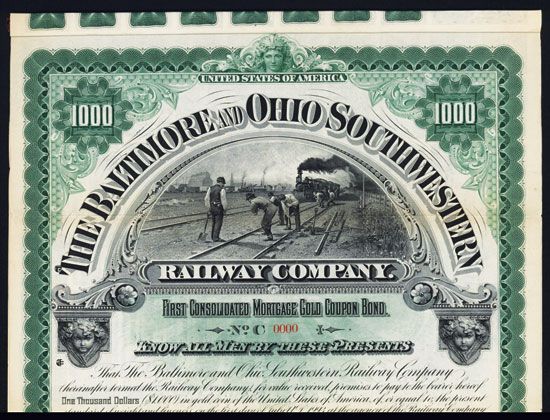 UNITED STATES OF AMERICA
1000 1000
THE BALTIMORE AND OHIO SOUTHWESTERN
RAILWAY COMPANY.
FIRST CONSOLIDATED MORTGAGE GOLD COUPON BOND.
No C 0000
KNOW ALL MEN BY THESE PRESENTS
That The Baltimore and Ohio Southwestern Railway Company
(hereinafter termed the Railway Company) for value received, promises to pay to the bearer hereof
One Thousand Dollars ($1,000) in gold coin of the United States of America, of or equal to the present